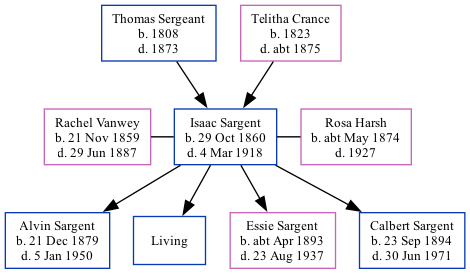 Thomas Sergeant
b. 1808
d. 1873
Telitha Crance
b. 1823
d. abt 1875
Rachel Vanwey
b. 21 Nov 1859
d. 29 Jun 1887
Isaac Sargent
b. 29 Oct 1860
d. 4 Mar 1918
Rosa Harsh
b. abt May 1874
d. 1927
Alvin Sargent
b. 21 Dec 1879
d. 5 Jan 1950
Living
Essie Sargent
b. abt Apr 1893
d. 23 Aug 1937
Calbert Sargent
b. 23 Sep 1894
d. 30 Jun 1971